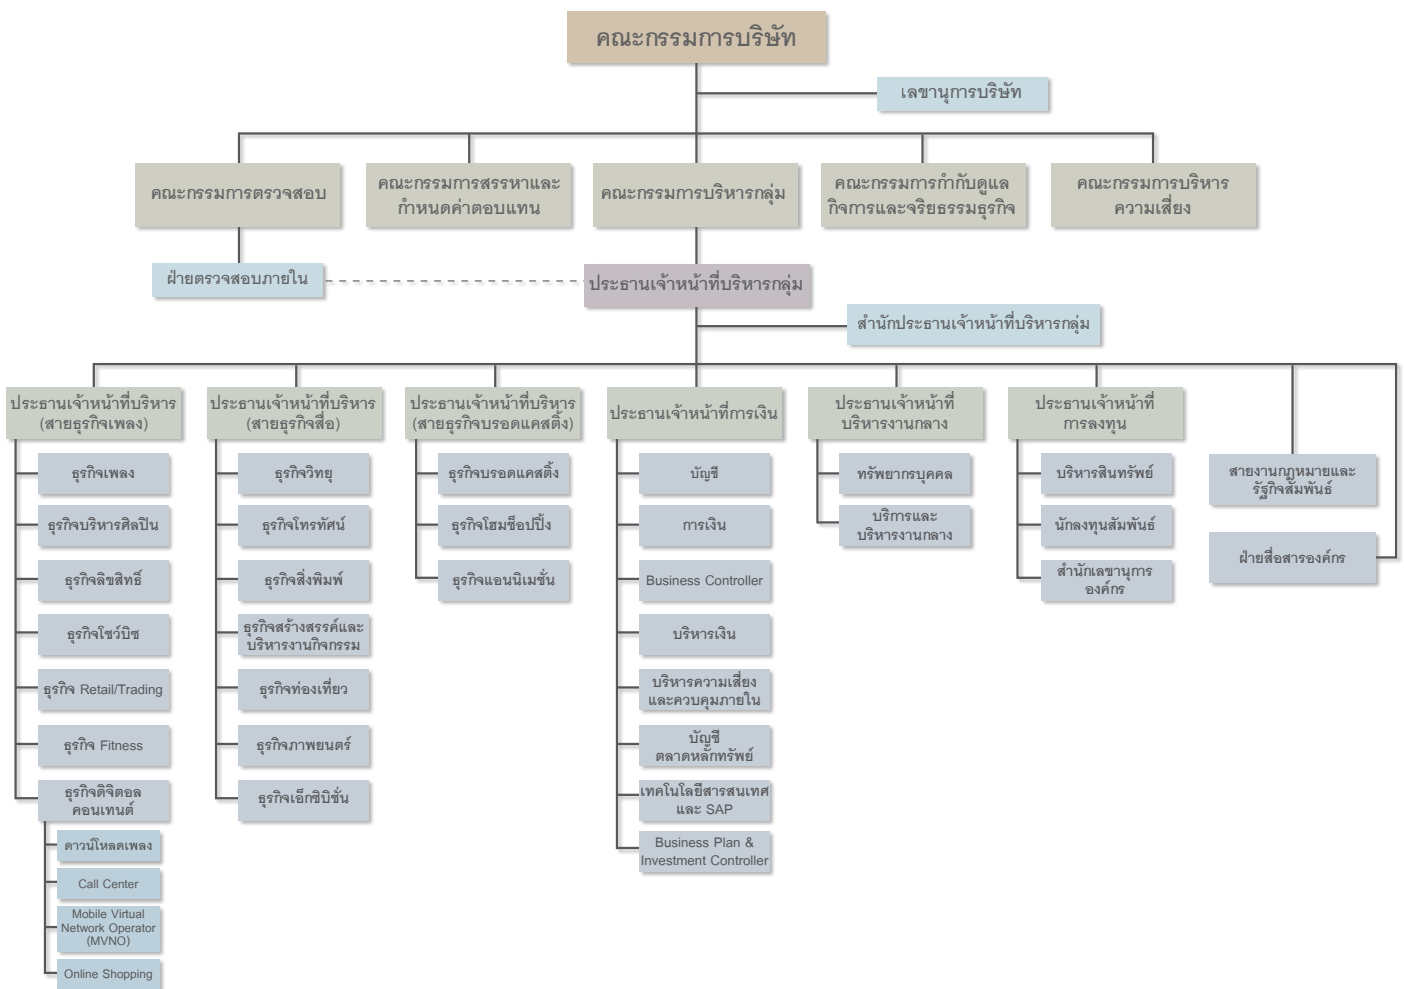 คณะกรรมการบริษัท
เลขานุการบริษัท
คณะกรรมการตรวจสอบ
คณะกรรมการสรรหาและ
กำหนดค่าตอบแทน
คณะกรรมการบริหารกลุ่ม
คณะกรรมการกำกับดูแล
กิจการและจริยธรรมธุรกิจ
คณะกรรมการบริหาร
ความเสี่ยง
ฝ่ายตรวจสอบภายใน
ประธานเจ้าหน้าที่บริหารกลุ่ม
สำนักประธานเจ้าหน้าที่บริหารกลุ่ม
ประธานเจ้าหน้าที่บริหาร
(สายธุรกิจเพลง)
ธุรกิจเพลง
ธุรกิจบริหารศิลปิน
ธุรกิจลิขสิทธิ์
ธุรกิจโชว์บิซ
ธุรกิจ Retail/Trading
ธุรกิจ Fitness
ธุรกิจดิจิตอล
คอนเทนต์
ดาวน์โหลดเพลง
Call Center
Mobile Virtual
Network Operator
(MVNO)
Online Shopping
ประธานเจ้าหน้าที่บริหาร
(สายธุรกิจสื่อ)
ธุรกิจวิทยุ
ธุรกิจโทรทัศน์
ธุรกิจสิ่งพิมพ์
ธุรกิจสร้างสรรค์และ
บริหารงานกิจกรรม
ธุรกิจท่องเที่ยว
ธุรกิจภาพยนตร์
ธุรกิจเอ็กซิบิชั่น
ประธานเจ้าหน้าที่บริหาร
(สายธุรกิจบรอดแคสติ้ง)
ธุรกิจบรอดแคสติ้ง
ธุรกิจโฮมช็อปปิ้ง
ธุรกิจแอนนิเมชั่น
ประธานเจ้าหน้าที่การเงิน
บัญชี
การเงิน
Business Controller
บริหารเงิน
บริหารความเสี่ยง
และควบคุมภายใน
บัญชี
ตลาดหลักทรัพย์
เทคโนโลยีสารสนเทศ
และ SAP
Business Plan &
Investment Controller
ประธานเจ้าหน้าที่
บริหารงานกลาง
ทรัพยากรบุคคล
บริการและ
บริหารงานกลาง
ประธานเจ้าหน้าที่
การลงทุน
บริหารสินทรัพย์
นักลงทุนสัมพันธ์
สำนักเลขานุการ
องค์กร
สายงานกฎหมายและ
รัฐกิจสัมพันธ์
ฝ่ายสื่อสารองค์กร